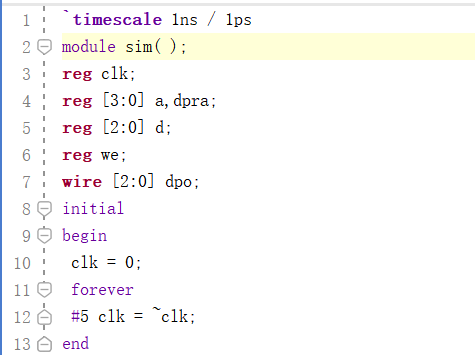 1 `timescale 1ns / 1ps
2 module sim( );
3 reg clk;
4 reg [3:0] a,dpra;
5 reg [2:0] d;
6 reg we;
7 wire [2:0] dpo;
8 initial
9 begin
10 clk = 0;
11 forever
12 #5 clk = ~clk;
13 end